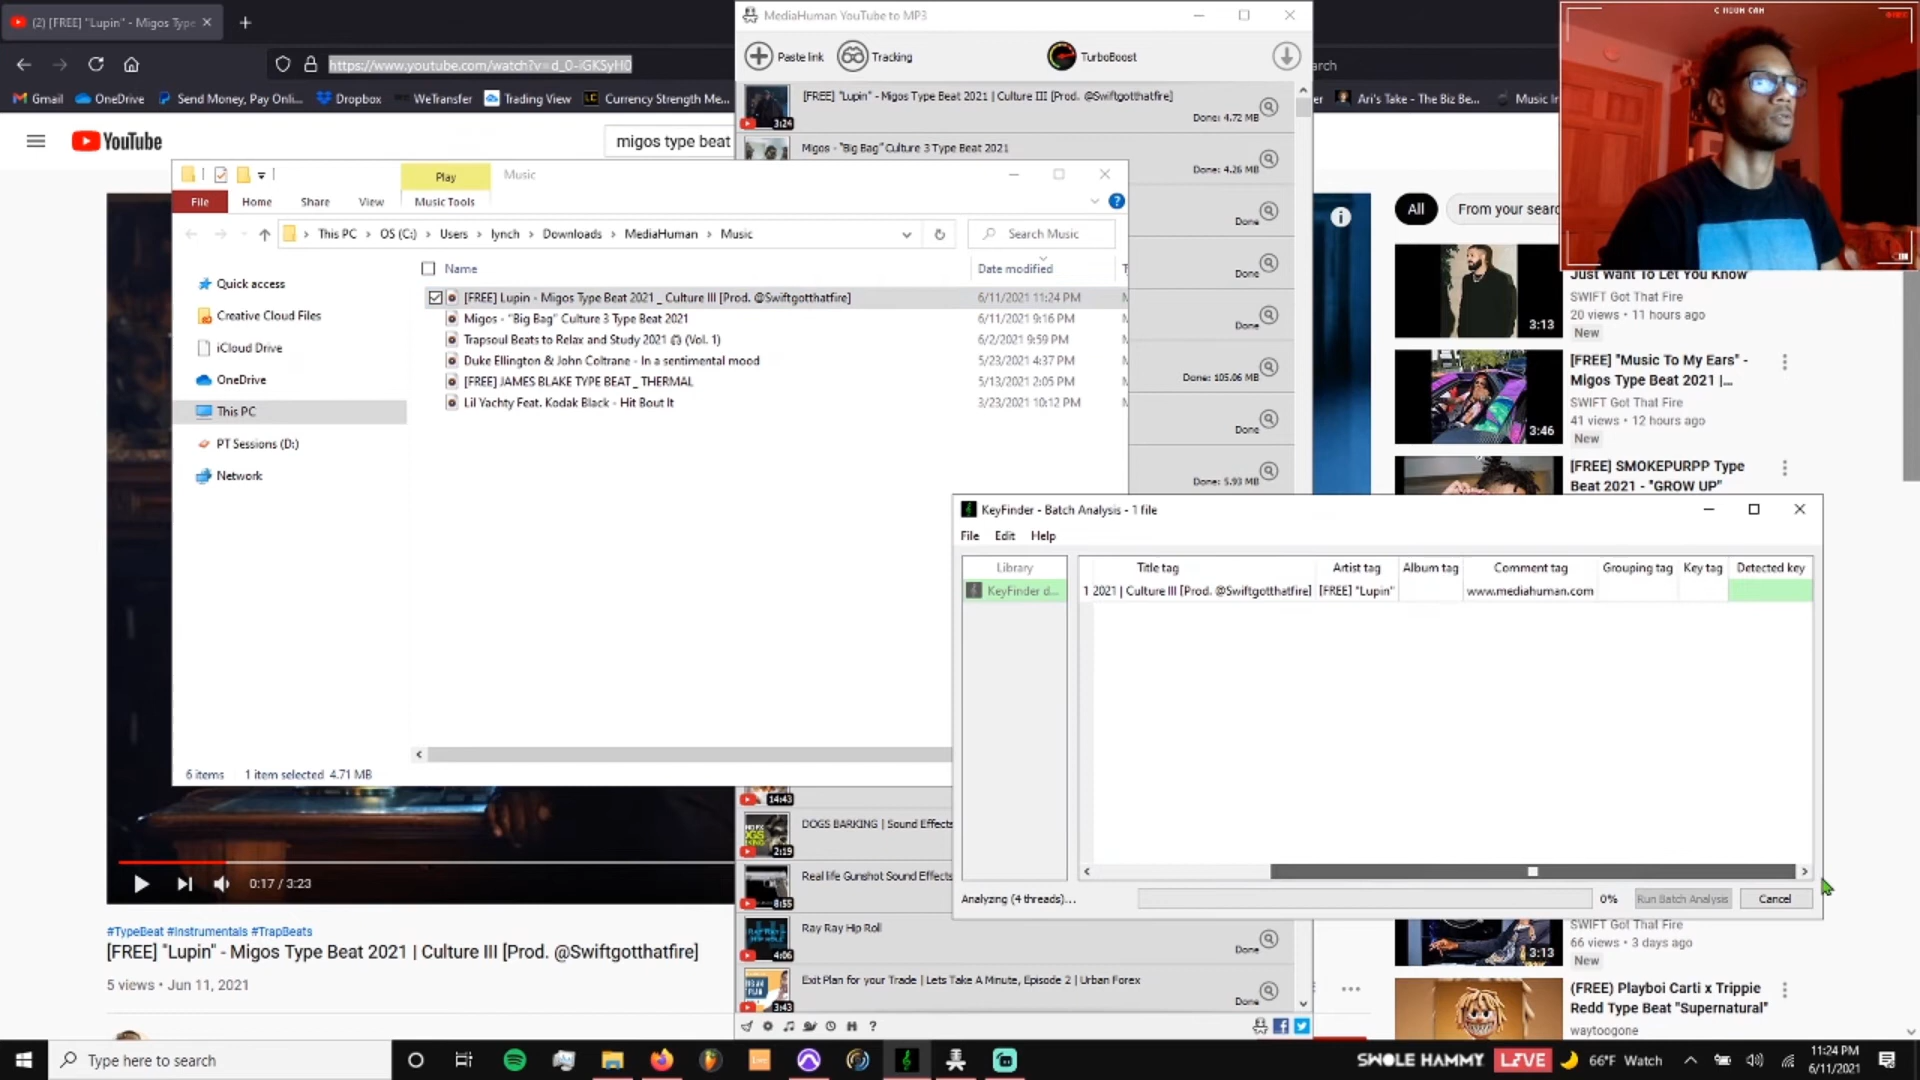 (2) [FREE] "Lupin" - Migos Type
https://www.youtube.com/watch?v=d_0-iGKSyH0
Gmail
OneDrive
Send Money, Pay Onli...
Dropbox
WeTransfer
Trading View
Currency Strength Me...
Ari's Take - The Biz Be...
YouTube
migos type beat
MediaHuman YouTube to MP3
Paste link
Tracking
TurboBoost
[FREE] "Lupin" - Migos Type Beat 2021 | Culture III [Prod. @Swiftgotthatfire]
3:24
Done: 4.72 MB
Migos - "Big Bag" Culture 3 Type Beat 2021
Done: 4.26 MB
Done
Done
Done
Done: 105.06 MB
Done
Done: 5.93 MB
Play
Music
File
Home
Share
View
Music Tools
This PC
OS (C:)
Users
lynch
Downloads
MediaHuman
Music
Search Music
Quick access
Creative Cloud Files
iCloud Drive
OneDrive
This PC
PT Sessions (D:)
Network
Name
Date modified
[FREE] Lupin - Migos Type Beat 2021 _ Culture III [Prod. @Swiftgotthatfire]
6/11/2021 11:24 PM
Migos - "Big Bag" Culture 3 Type Beat 2021
6/11/2021 9:16 PM
Trapsoul Beats to Relax and Study 2021 (Vol. 1)
6/2/2021 9:59 PM
Duke Ellington & John Coltrane - In a sentimental mood
5/23/2021 4:37 PM
[FREE] JAMES BLAKE TYPE BEAT _ THERMAL
5/13/2021 2:05 PM
Lil Yachty Feat. Kodak Black - Hit Bout It
3/23/2021 10:12 PM
6 items
1 item selected 4.71 MB
KeyFinder - Batch Analysis - 1 file
File
Edit
Help
Library
KeyFinder d...
Title tag
Artist tag
Album tag
Comment tag
Grouping tag
Key tag
Detected key
1 2021 | Culture III [Prod. @Swiftgotthatfire]
[FREE] "Lupin"
www.mediahuman.com
Analyzing (4 threads)...
0%
Run Batch Analysis
Cancel
All
From your sear
Just Want To Let You Know
SWIFT Got That Fire
20 views • 11 hours ago
New
3:13
[FREE] "Music To My Ears" -
Migos Type Beat 2021 |...
SWIFT Got That Fire
41 views • 12 hours ago
New
3:46
[FREE] SMOKEPURPP Type
Beat 2021 - "GROW UP"
SWIFT Got That Fire
66 views • 3 days ago
New
3:13
(FREE) Playboi Carti x Trippie
Redd Type Beat "Supernatural"
waytoogone
14:43
DOGS BARKING | Sound Effects
2:19
Real life Gunshot Sound Effects
8:55
Ray Ray Hip Roll
4:06
Done
Exit Plan for your Trade | Lets Take A Minute, Episode 2 | Urban Forex
3:43
Done
0:17 / 3:23
#TypeBeat #Instrumentals #TrapBeats
[FREE] "Lupin" - Migos Type Beat 2021 | Culture III [Prod. @Swiftgotthatfire]
5 views • Jun 11, 2021
Type here to search
SWOLE HAMMY
LIVE
66°F Watch
11:24 PM
6/11/2021